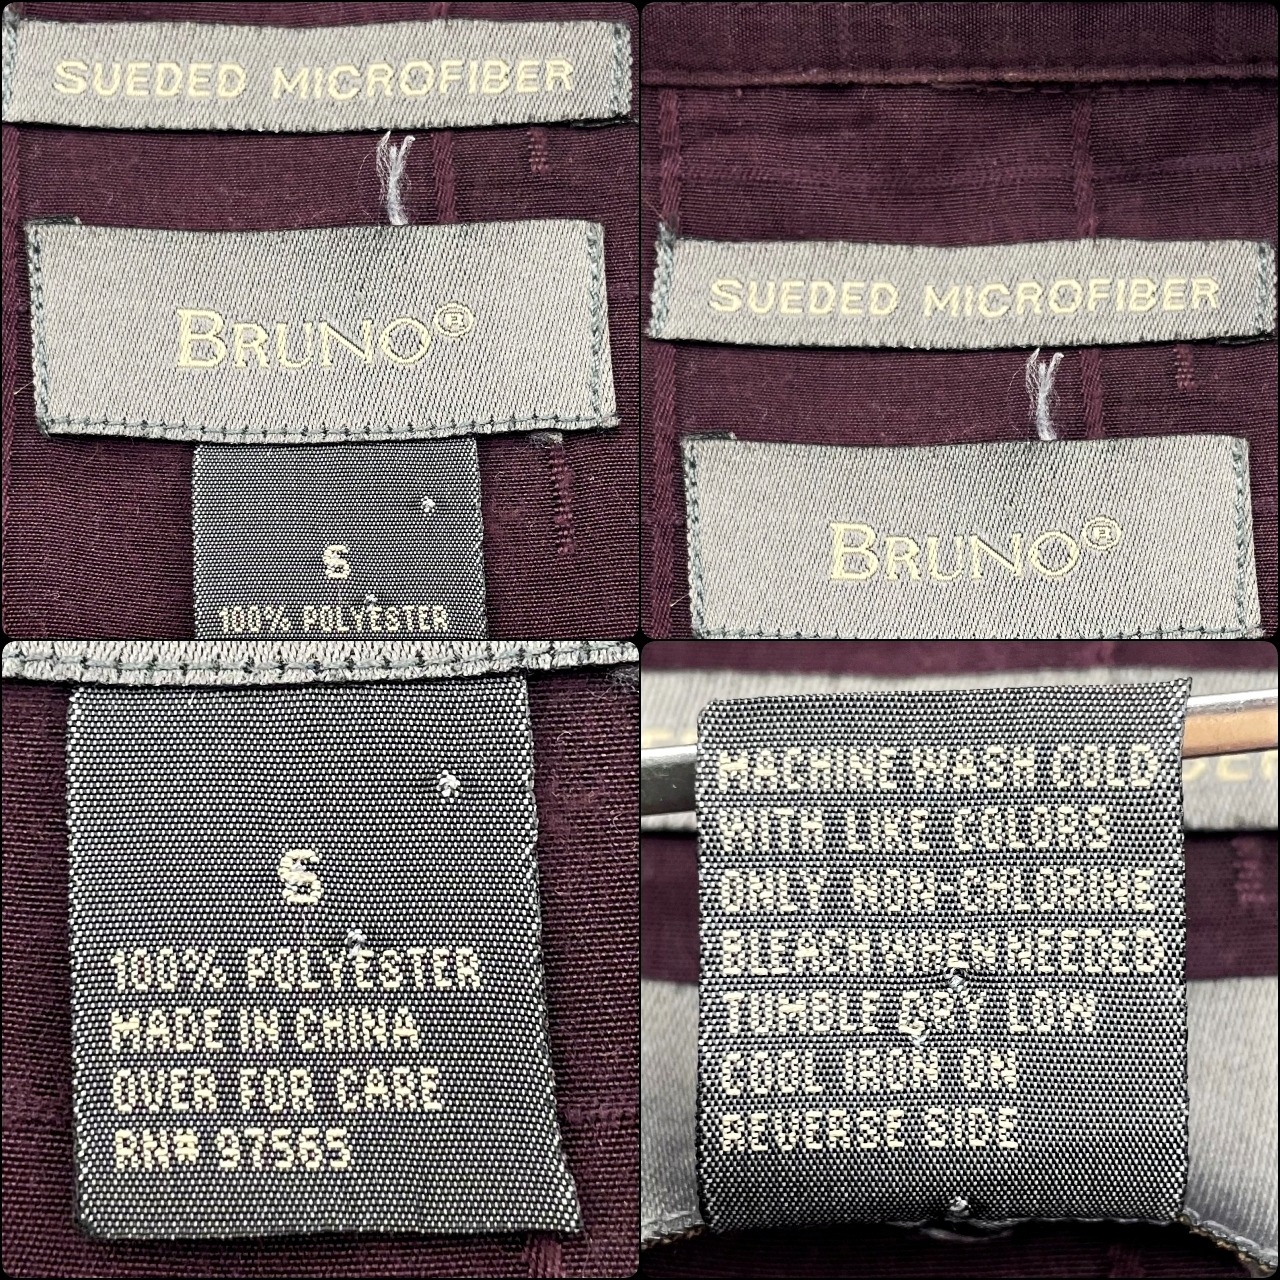 SUEDED MICROFIBER
BRUNO®
S
100% POLYESTER
SUEDED MICROFIBER
BRUNO®
S
100% POLYESTER
MADE IN CHINA
OVER FOR CARE
RN# 97565
MACHINE WASH COLD
WITH LIKE COLORS
ONLY NON-CHLORINE
BLEACH WHEN NEEDED
TUMBLE DRY LOW
COOL IRON ON
REVERSE SIDE